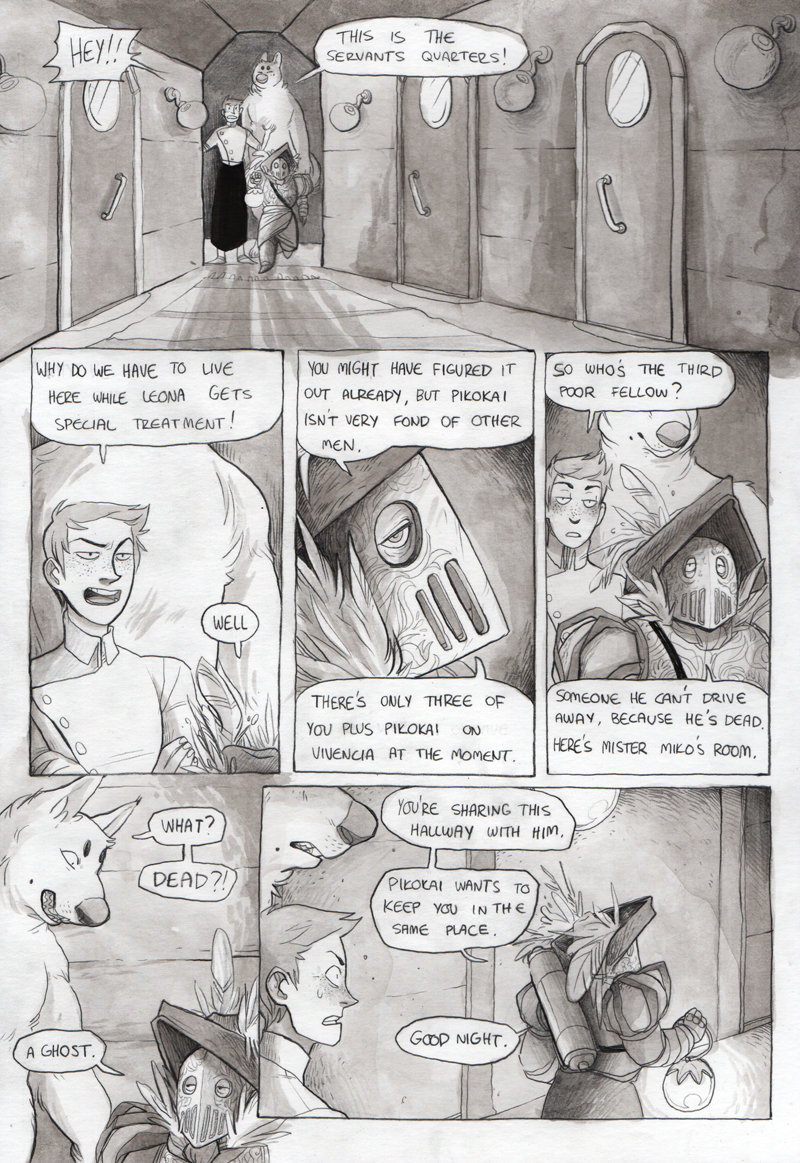 HEY!!
THIS IS THE
SERVANTS QUARTERS!
WHY DO WE HAVE TO LIVE
HERE WHILE LEONA GETS
SPECIAL TREATMENT!
WELL
YOU MIGHT HAVE FIGURED IT
OUT ALREADY, BUT PIKOKAI
ISN'T VERY FOND OF OTHER
MEN.
THERE'S ONLY THREE OF
YOU PLUS PIKOKAI ON
VIVENCIA AT THE MOMENT.
SO WHO'S THE THIRD
POOR FELLOW?
SOMEONE HE CAN'T DRIVE
AWAY, BECAUSE HE'S DEAD.
HERE'S MISTER MIKO'S ROOM.
WHAT?
DEAD?!
A GHOST.
YOU'RE SHARING THIS
HALLWAY WITH HIM.
PIKOKAI WANTS TO
KEEP YOU IN THE
SAME PLACE.
GOOD NIGHT.